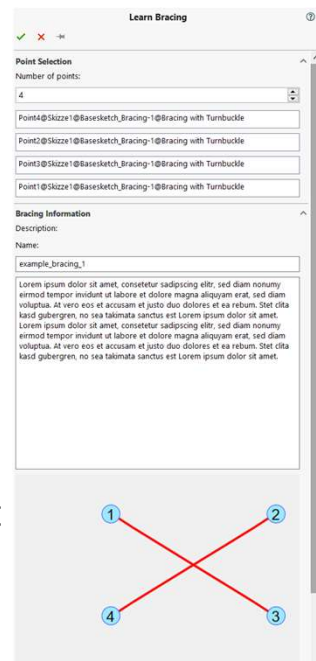 Learn Bracing
Point Selection
Number of points:
4
Point4@Skizze1@Basesketch_Bracing-1@Bracing with Turnbuckle
Point2@Skizze1@Basesketch_Bracing-1@Bracing with Turnbuckle
Point3@Skizze1@Basesketch_Bracing-1@Bracing with Turnbuckle
Point1@Skizze1@Basesketch_Bracing-1@Bracing with Turnbuckle
Bracing Information
Description:
Name:
example_bracing_1
Lorem ipsum dolor sit amet, consetetur sadipscing elitr, sed diam nonumy
eirmod tempor invidunt ut labore et dolore magna aliquyam erat, sed diam
voluptua. At vero eos et accusam et justo duo dolores et ea rebum. Stet clita
kasd gubergren, no sea takimata sanctus est Lorem ipsum dolor sit amet.
Lorem ipsum dolor sit amet, consetetur sadipscing elitr, sed diam nonumy
eirmod tempor invidunt ut labore et dolore magna aliquyam erat, sed diam
voluptua. At vero eos et accusam et justo duo dolores et ea rebum. Stet clita
kasd gubergren, no sea takimata sanctus est Lorem ipsum dolor sit amet.
1 2
4 3